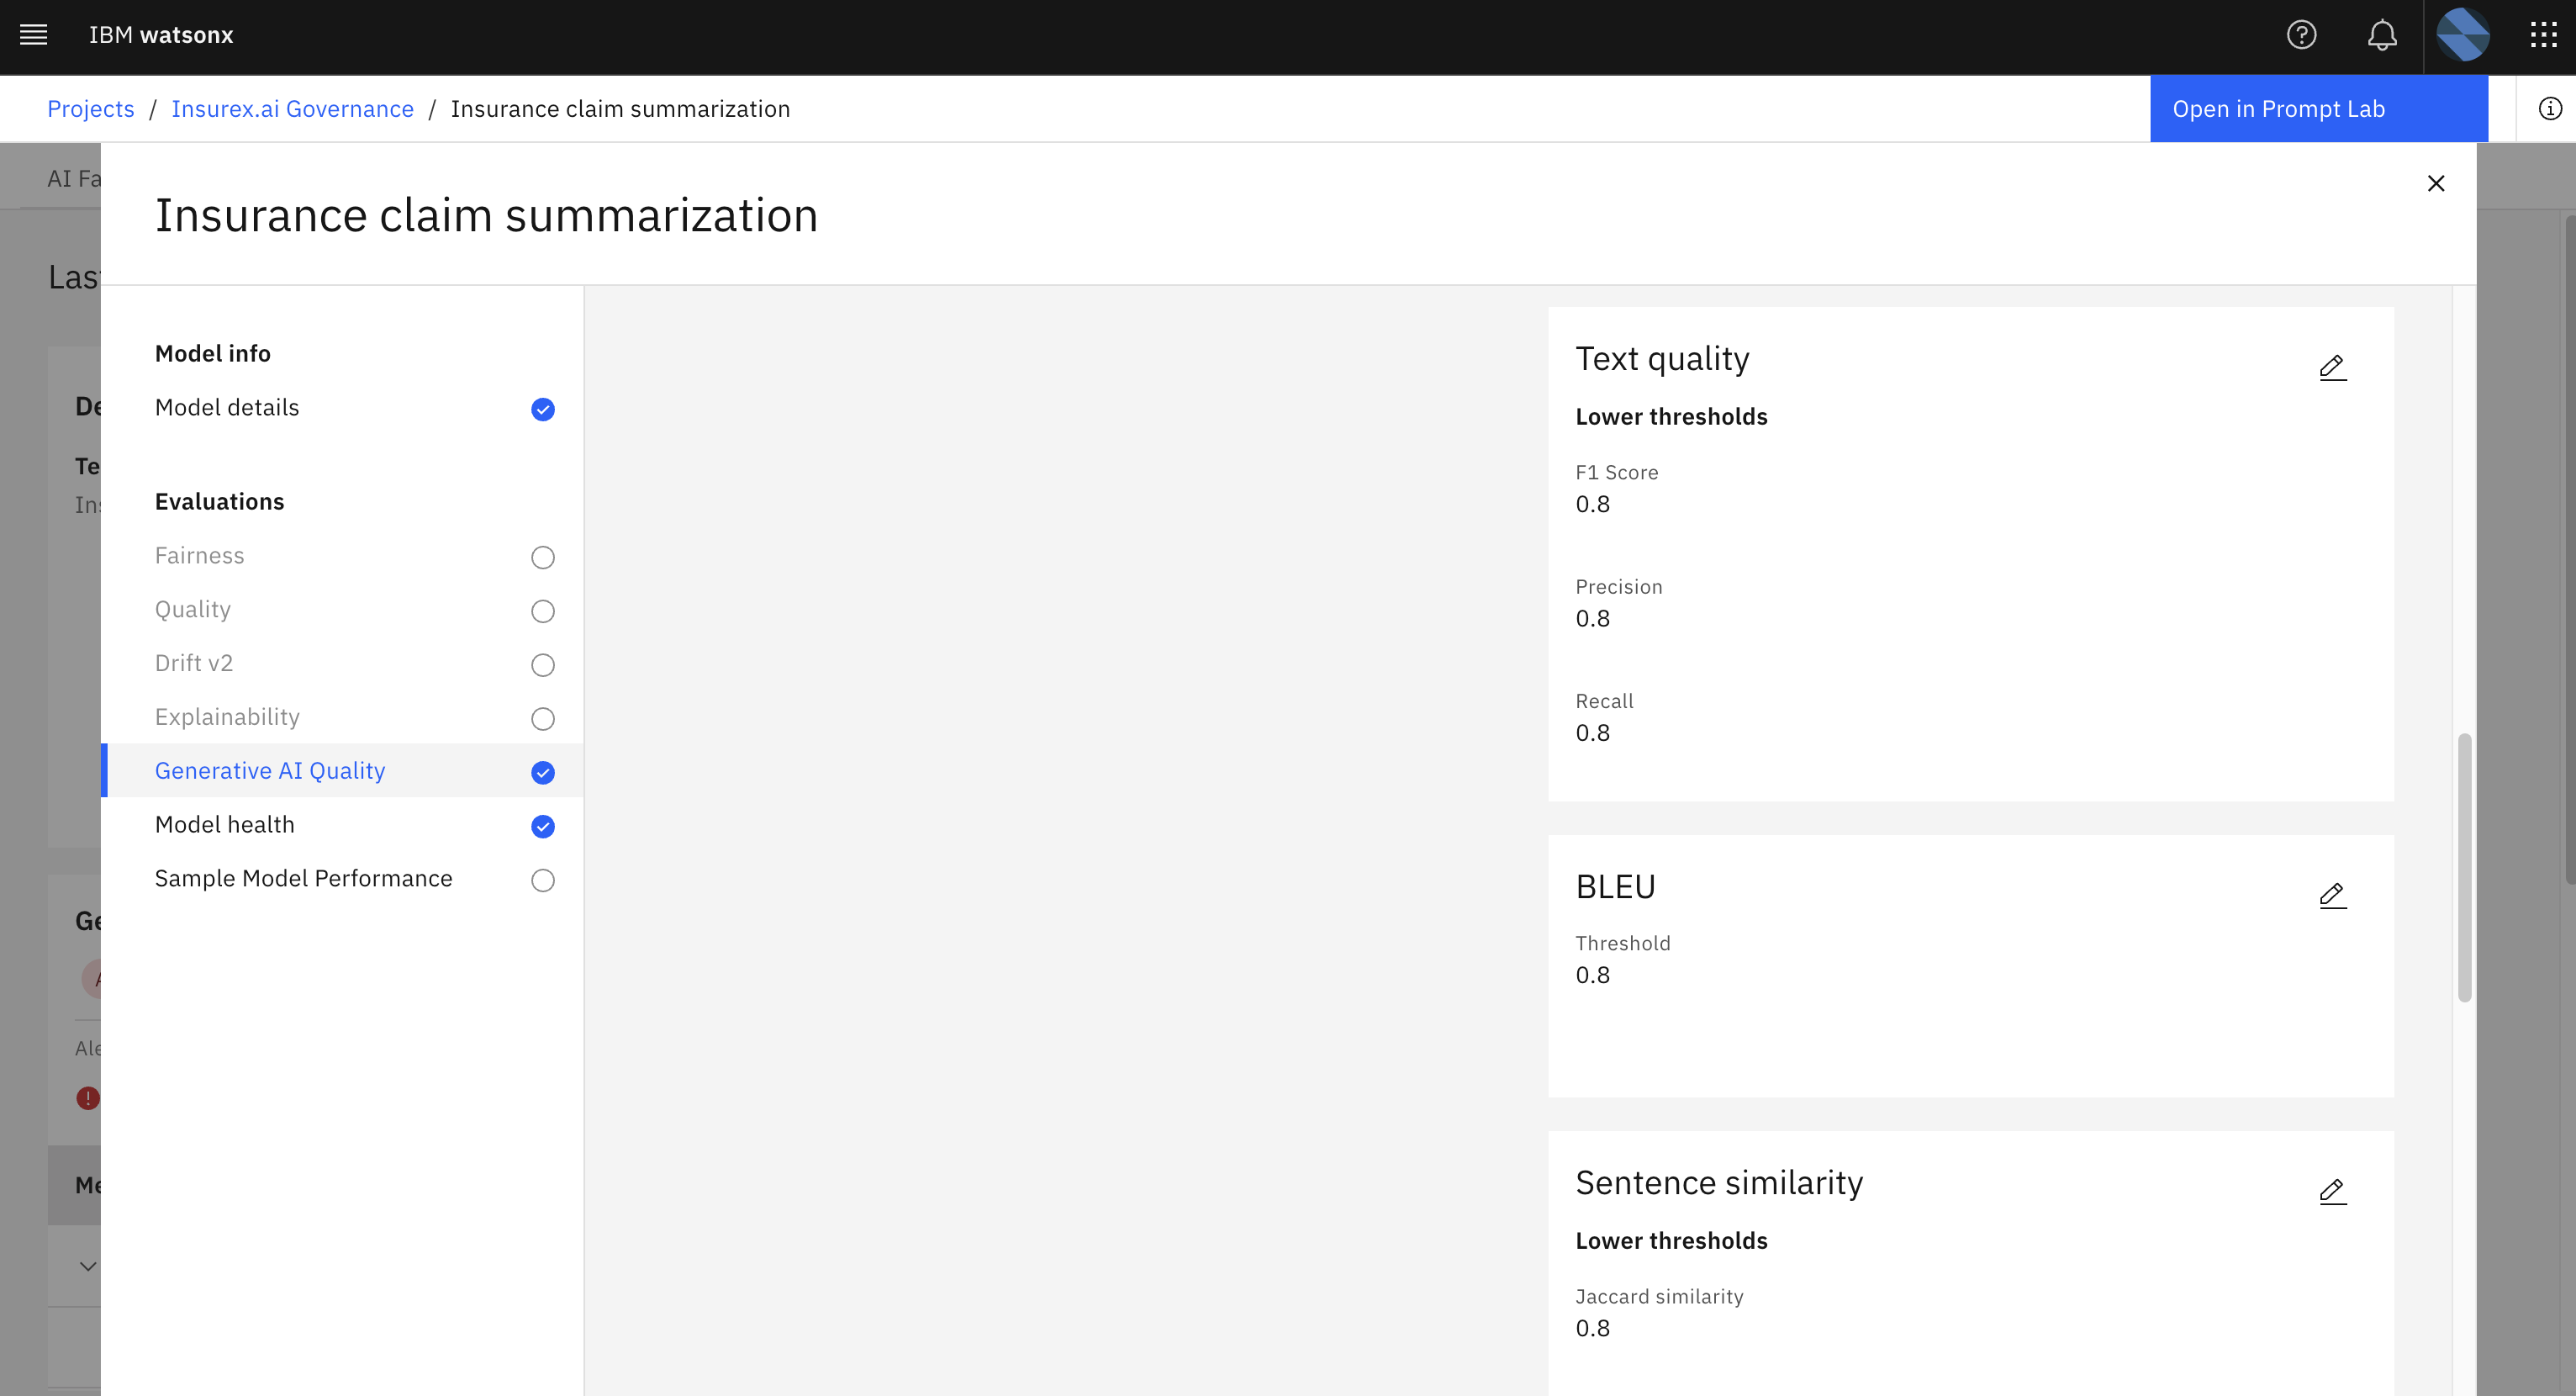 IBM watsonx
Projects / Insurex.ai Governance / Insurance claim summarization
Open in Prompt Lab
AI Fa
Las
De
Te
Ins
Ge
A
Ale
Me
Insurance claim summarization
Model info
Model details
Evaluations
Fairness
Quality
Drift v2
Explainability
Generative AI Quality
Model health
Sample Model Performance
Text quality
Lower thresholds
F1 Score
0.8
Precision
0.8
Recall
0.8
BLEU
Threshold
0.8
Sentence similarity
Lower thresholds
Jaccard similarity
0.8